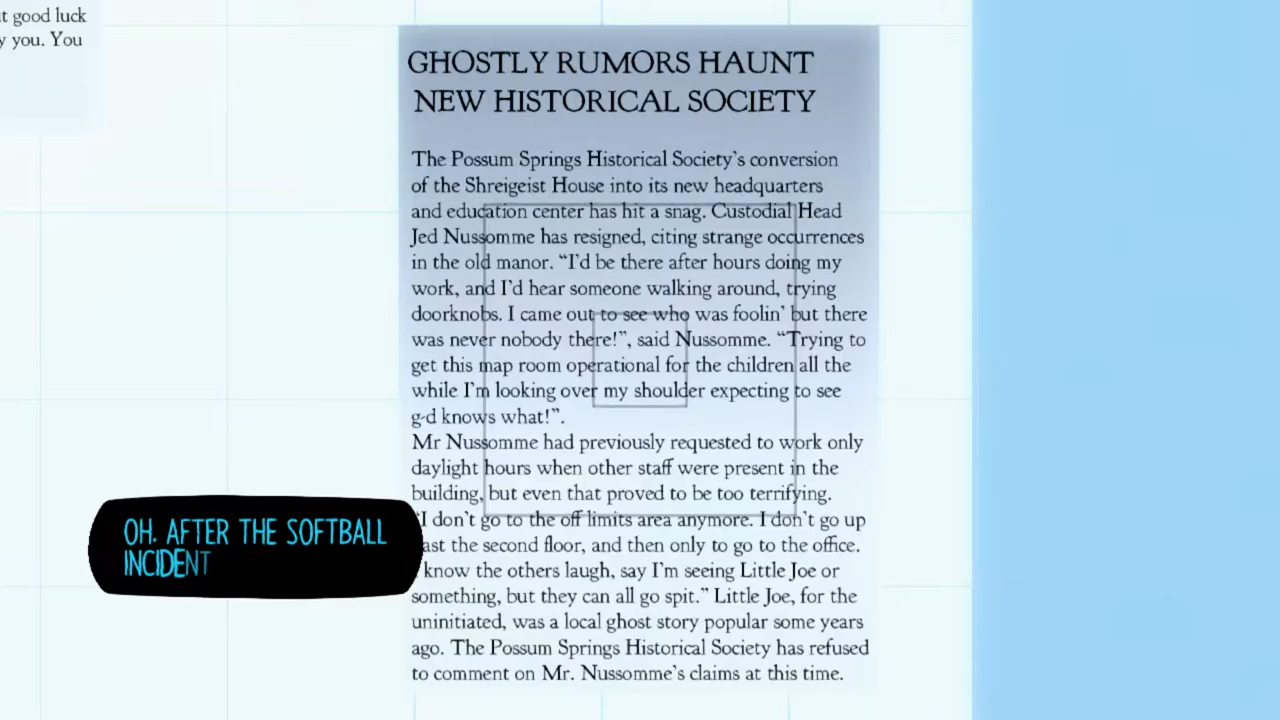 t good luck
y you. You
GHOSTLY RUMORS HAUNT
NEW HISTORICAL SOCIETY
The Possum Springs Historical Society's conversion
of the Shreigeist House into its new headquarters
and education center has hit a snag. Custodial Head
Jed Nussomme has resigned, citing strange occurrences
in the old manor. “I'd be there after hours doing my
work, and I'd hear someone walking around, trying
doorknobs. I came out to see who was foolin' but there
was never nobody there!”, said Nussomme. “Trying to
get this map room operational for the children all the
while I'm looking over my shoulder expecting to see
g-d knows what!”.
Mr Nussomme had previously requested to work only
daylight hours when other staff were present in the
building, but even that proved to be too terrifying.
“I don't go to the off limits area anymore. I don't go up
ast the second floor, and then only to go to the office.
know the others laugh, say I'm seeing Little Joe or
something, but they can all go spit.” Little Joe, for the
uninitiated, was a local ghost story popular some years
ago. The Possum Springs Historical Society has refused
to comment on Mr. Nussomme's claims at this time.
OH. AFTER THE SOFTBALL
INCIDENT